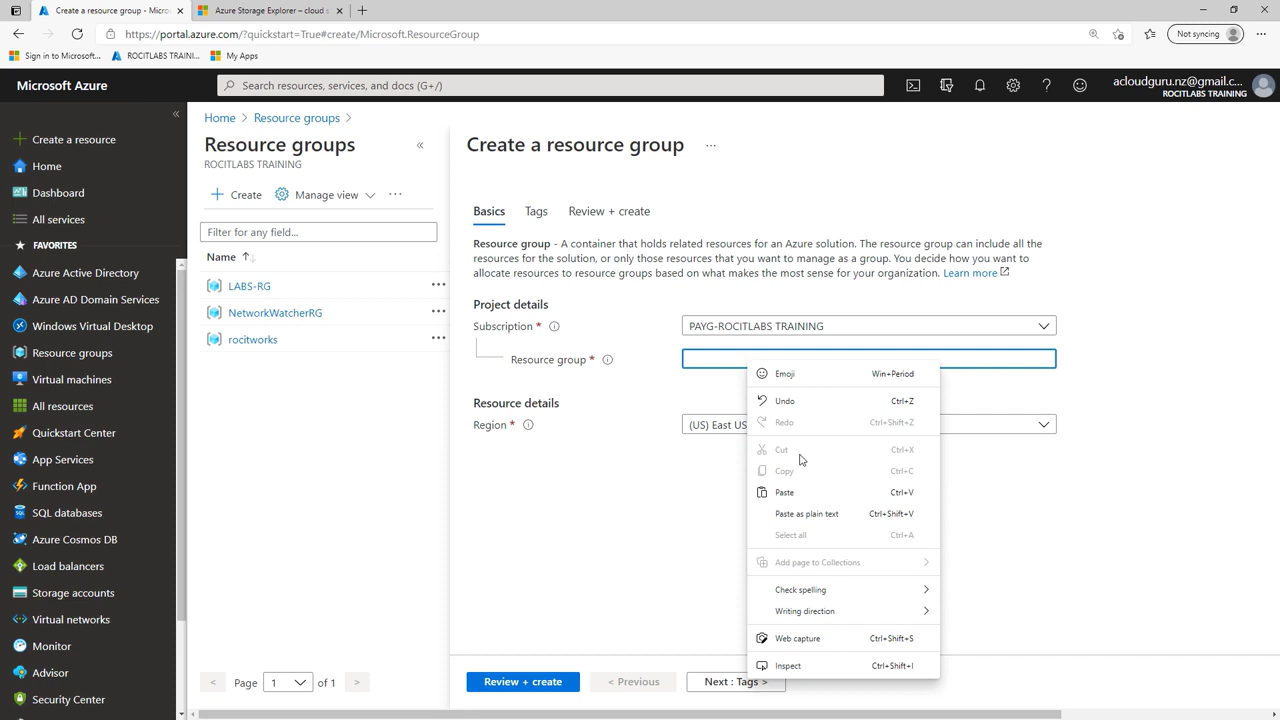 Create a resource group - Micros
Azure Storage Explorer – cloud s
https://portal.azure.com/?quickstart=True#create/Microsoft.ResourceGroup
Not syncing
Sign in to Microsoft...
ROCITLABS TRAINI...
My Apps
Microsoft Azure
Search resources, services, and docs (G+/)
acloudguru.nz@gmail.c...
ROCITLABS TRAINING
Create a resource
Home
Dashboard
All services
FAVORITES
Azure Active Directory
Azure AD Domain Services
Windows Virtual Desktop
Resource groups
Virtual machines
All resources
Quickstart Center
App Services
Function App
SQL databases
Azure Cosmos DB
Load balancers
Storage accounts
Virtual networks
Monitor
Advisor
Security Center
Home > Resource groups >
Resource groups
ROCITLABS TRAINING
Create
Manage view
Filter for any field...
Name
LABS-RG
NetworkWatcherRG
rocitworks
< Page 1 of 1 >
Create a resource group
Basics Tags Review + create
Resource group - A container that holds related resources for an Azure solution. The resource group can include all the
resources for the solution, or only those resources that you want to manage as a group. You decide how you want to
allocate resources to resource groups based on what makes the most sense for your organization. Learn more
Project details
Subscription *
PAYG-ROCITLABS TRAINING
Resource group *
Resource details
Region *
(US) East US
Emoji Win+Period
Undo Ctrl+Z
Redo Ctrl+Shift+Z
Cut Ctrl+X
Copy Ctrl+C
Paste Ctrl+V
Paste as plain text Ctrl+Shift+V
Select all Ctrl+A
Add page to Collections
Check spelling
Writing direction
Web capture Ctrl+Shift+S
Inspect Ctrl+Shift+I
Review + create
< Previous
Next : Tags >